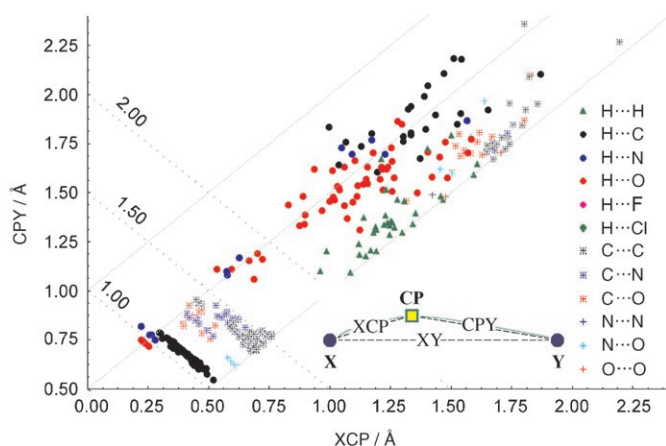 2.25
2.00
1.75
1.50
1.25
1.00
0.75
0.50
CPY / Å
0.00 0.25 0.50 0.75 1.00 1.25 1.50 1.75 2.00 2.25
XCP / Å
2.00
1.50
1.00
CP
XCP CPY
XY
X Y
H···H
H···C
H···N
H···O
H···F
H···Cl
C···C
C···N
C···O
N···N
N···O
O···O